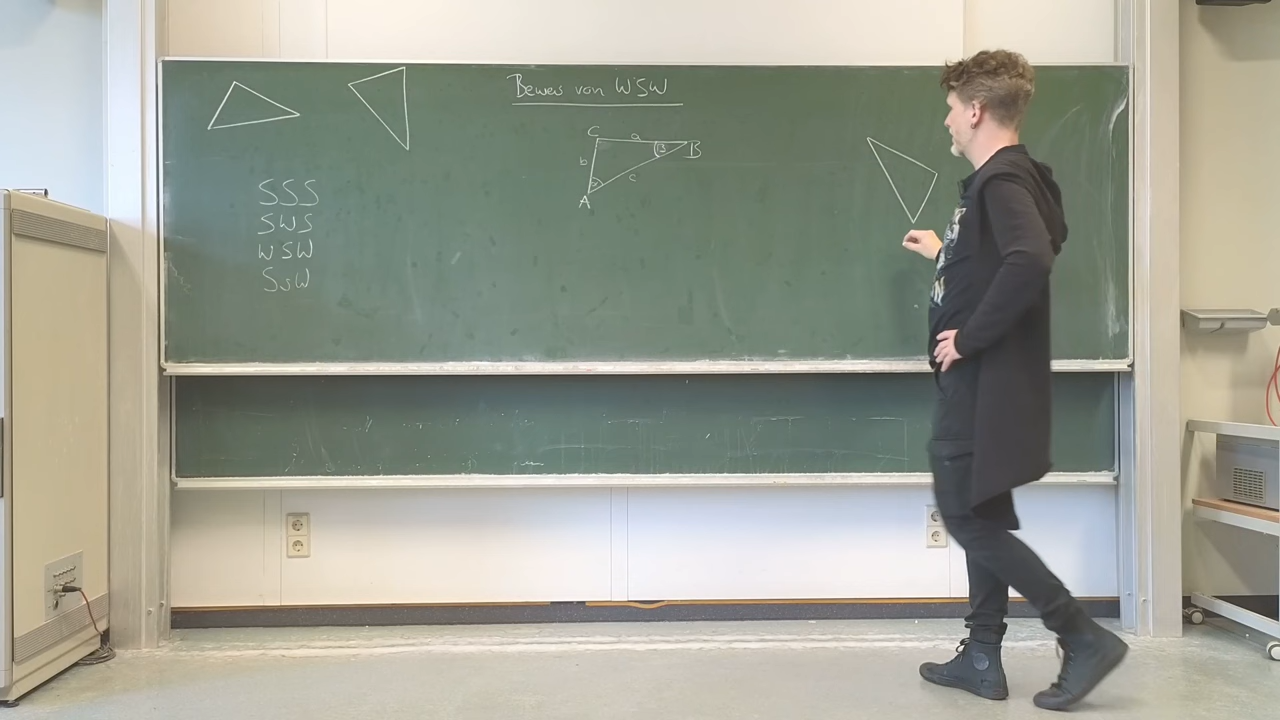 Beweis von WSW
C a B
b β
α c
A
SSS
SWS
WSW
SsW